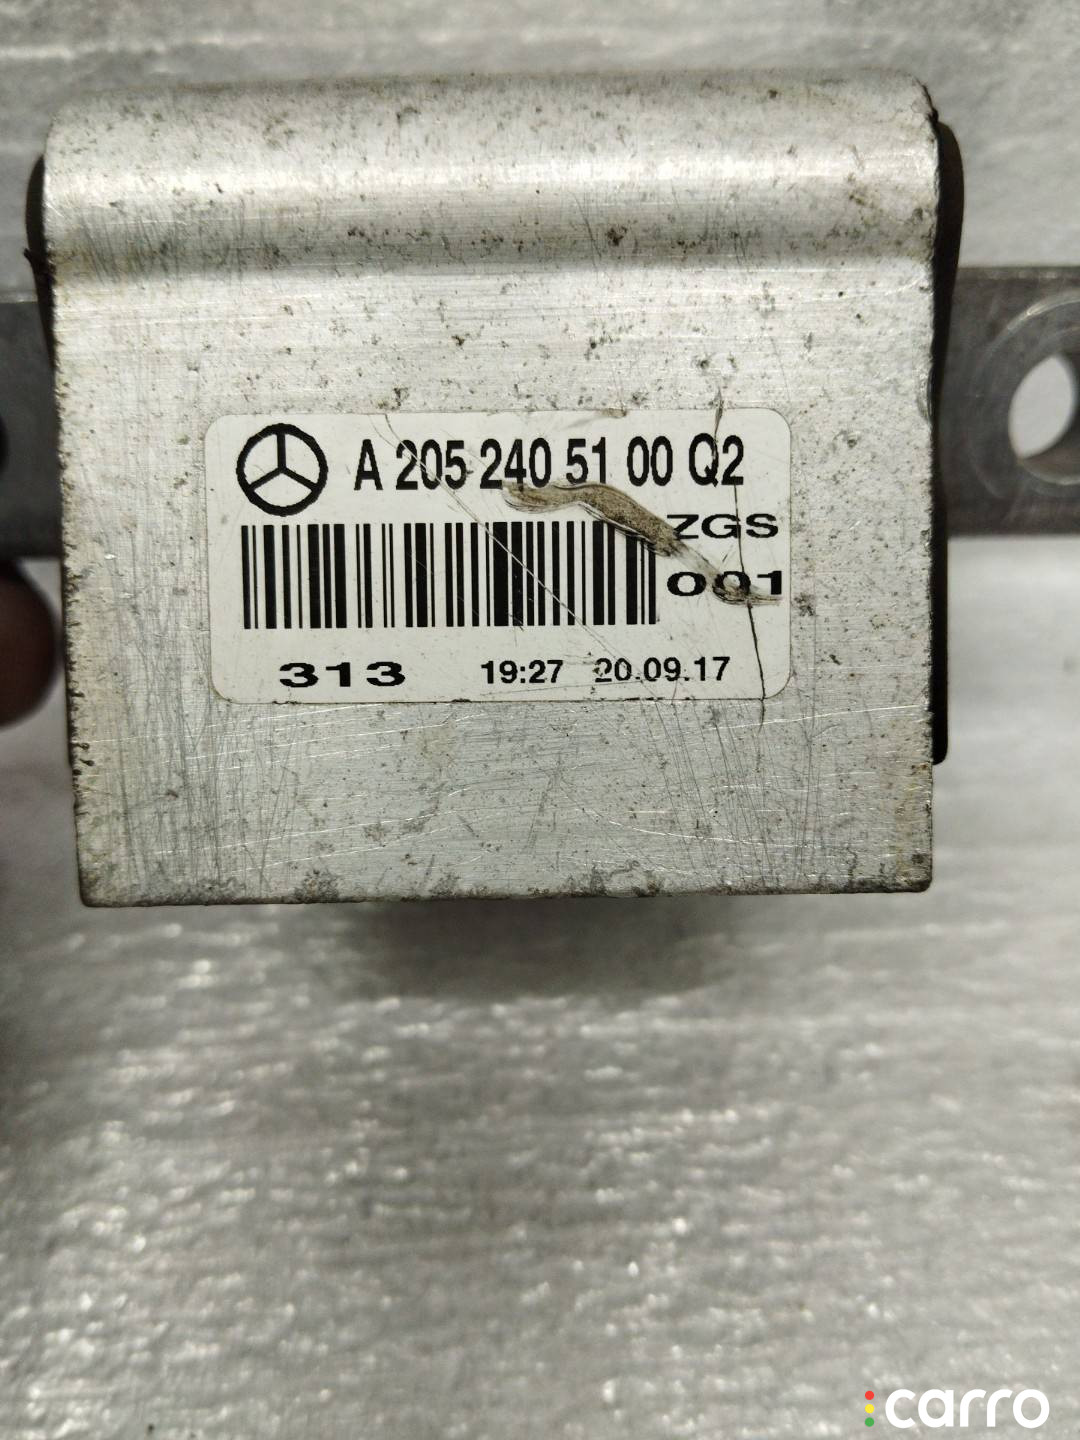 A 205 240 51 00 Q2
ZGS
001
313 19:27 20.09.17
carro